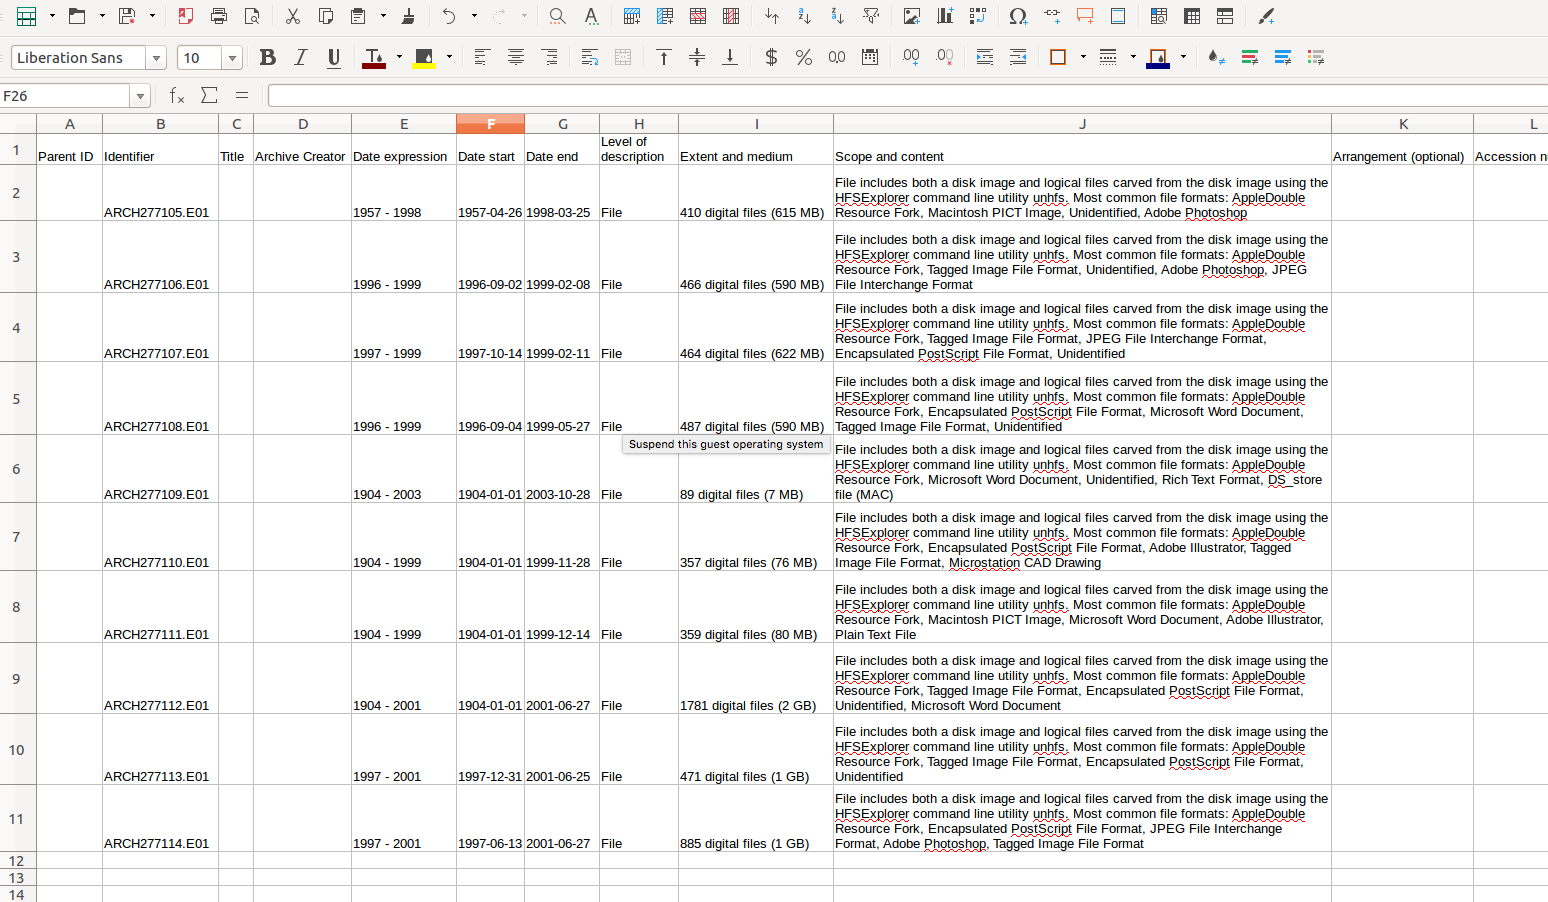 Liberation Sans
10
F26
A B C D E F G H I J K L
1 Parent ID Identifier Title Archive Creator Date expression Date start Date end Level of description Extent and medium Scope and content Arrangement (optional) Accession n
2 ARCH277105.E01 1957 - 1998 1957-04-26 1998-03-25 File 410 digital files (615 MB)
File includes both a disk image and logical files carved from the disk image using the
HFSExplorer command line utility unhfs. Most common file formats: AppleDouble
Resource Fork, Macintosh PICT Image, Unidentified, Adobe Photoshop
3 ARCH277106.E01 1996 - 1999 1996-09-02 1999-02-08 File 466 digital files (590 MB)
File includes both a disk image and logical files carved from the disk image using the
HFSExplorer command line utility unhfs. Most common file formats: AppleDouble
Resource Fork, Tagged Image File Format, Unidentified, Adobe Photoshop, JPEG
File Interchange Format
4 ARCH277107.E01 1997 - 1999 1997-10-14 1999-02-11 File 464 digital files (622 MB)
File includes both a disk image and logical files carved from the disk image using the
HFSExplorer command line utility unhfs. Most common file formats: AppleDouble
Resource Fork, Tagged Image File Format, JPEG File Interchange Format,
Encapsulated PostScript File Format, Unidentified
5 ARCH277108.E01 1996 - 1999 1996-09-04 1999-05-27 File 487 digital files (590 MB)
File includes both a disk image and logical files carved from the disk image using the
HFSExplorer command line utility unhfs. Most common file formats: AppleDouble
Resource Fork, Encapsulated PostScript File Format, Microsoft Word Document,
Tagged Image File Format, Unidentified
Suspend this guest operating system
6 ARCH277109.E01 1904 - 2003 1904-01-01 2003-10-28 File 89 digital files (7 MB)
File includes both a disk image and logical files carved from the disk image using the
HFSExplorer command line utility unhfs. Most common file formats: AppleDouble
Resource Fork, Microsoft Word Document, Unidentified, Rich Text Format, DS_store
file (MAC)
7 ARCH277110.E01 1904 - 1999 1904-01-01 1999-11-28 File 357 digital files (76 MB)
File includes both a disk image and logical files carved from the disk image using the
HFSExplorer command line utility unhfs. Most common file formats: AppleDouble
Resource Fork, Encapsulated PostScript File Format, Adobe Illustrator, Tagged
Image File Format, Microstation CAD Drawing
8 ARCH277111.E01 1904 - 1999 1904-01-01 1999-12-14 File 359 digital files (80 MB)
File includes both a disk image and logical files carved from the disk image using the
HFSExplorer command line utility unhfs. Most common file formats: AppleDouble
Resource Fork, Macintosh PICT Image, Microsoft Word Document, Adobe Illustrator,
Plain Text File
9 ARCH277112.E01 1904 - 2001 1904-01-01 2001-06-27 File 1781 digital files (2 GB)
File includes both a disk image and logical files carved from the disk image using the
HFSExplorer command line utility unhfs. Most common file formats: AppleDouble
Resource Fork, Tagged Image File Format, Encapsulated PostScript File Format,
Unidentified, Microsoft Word Document
10 ARCH277113.E01 1997 - 2001 1997-12-31 2001-06-25 File 471 digital files (1 GB)
File includes both a disk image and logical files carved from the disk image using the
HFSExplorer command line utility unhfs. Most common file formats: AppleDouble
Resource Fork, Tagged Image File Format, Encapsulated PostScript File Format,
Unidentified
11 ARCH277114.E01 1997 - 2001 1997-06-13 2001-06-27 File 885 digital files (1 GB)
File includes both a disk image and logical files carved from the disk image using the
HFSExplorer command line utility unhfs. Most common file formats: AppleDouble
Resource Fork, Encapsulated PostScript File Format, JPEG File Interchange
Format, Adobe Photoshop, Tagged Image File Format
12
13
14